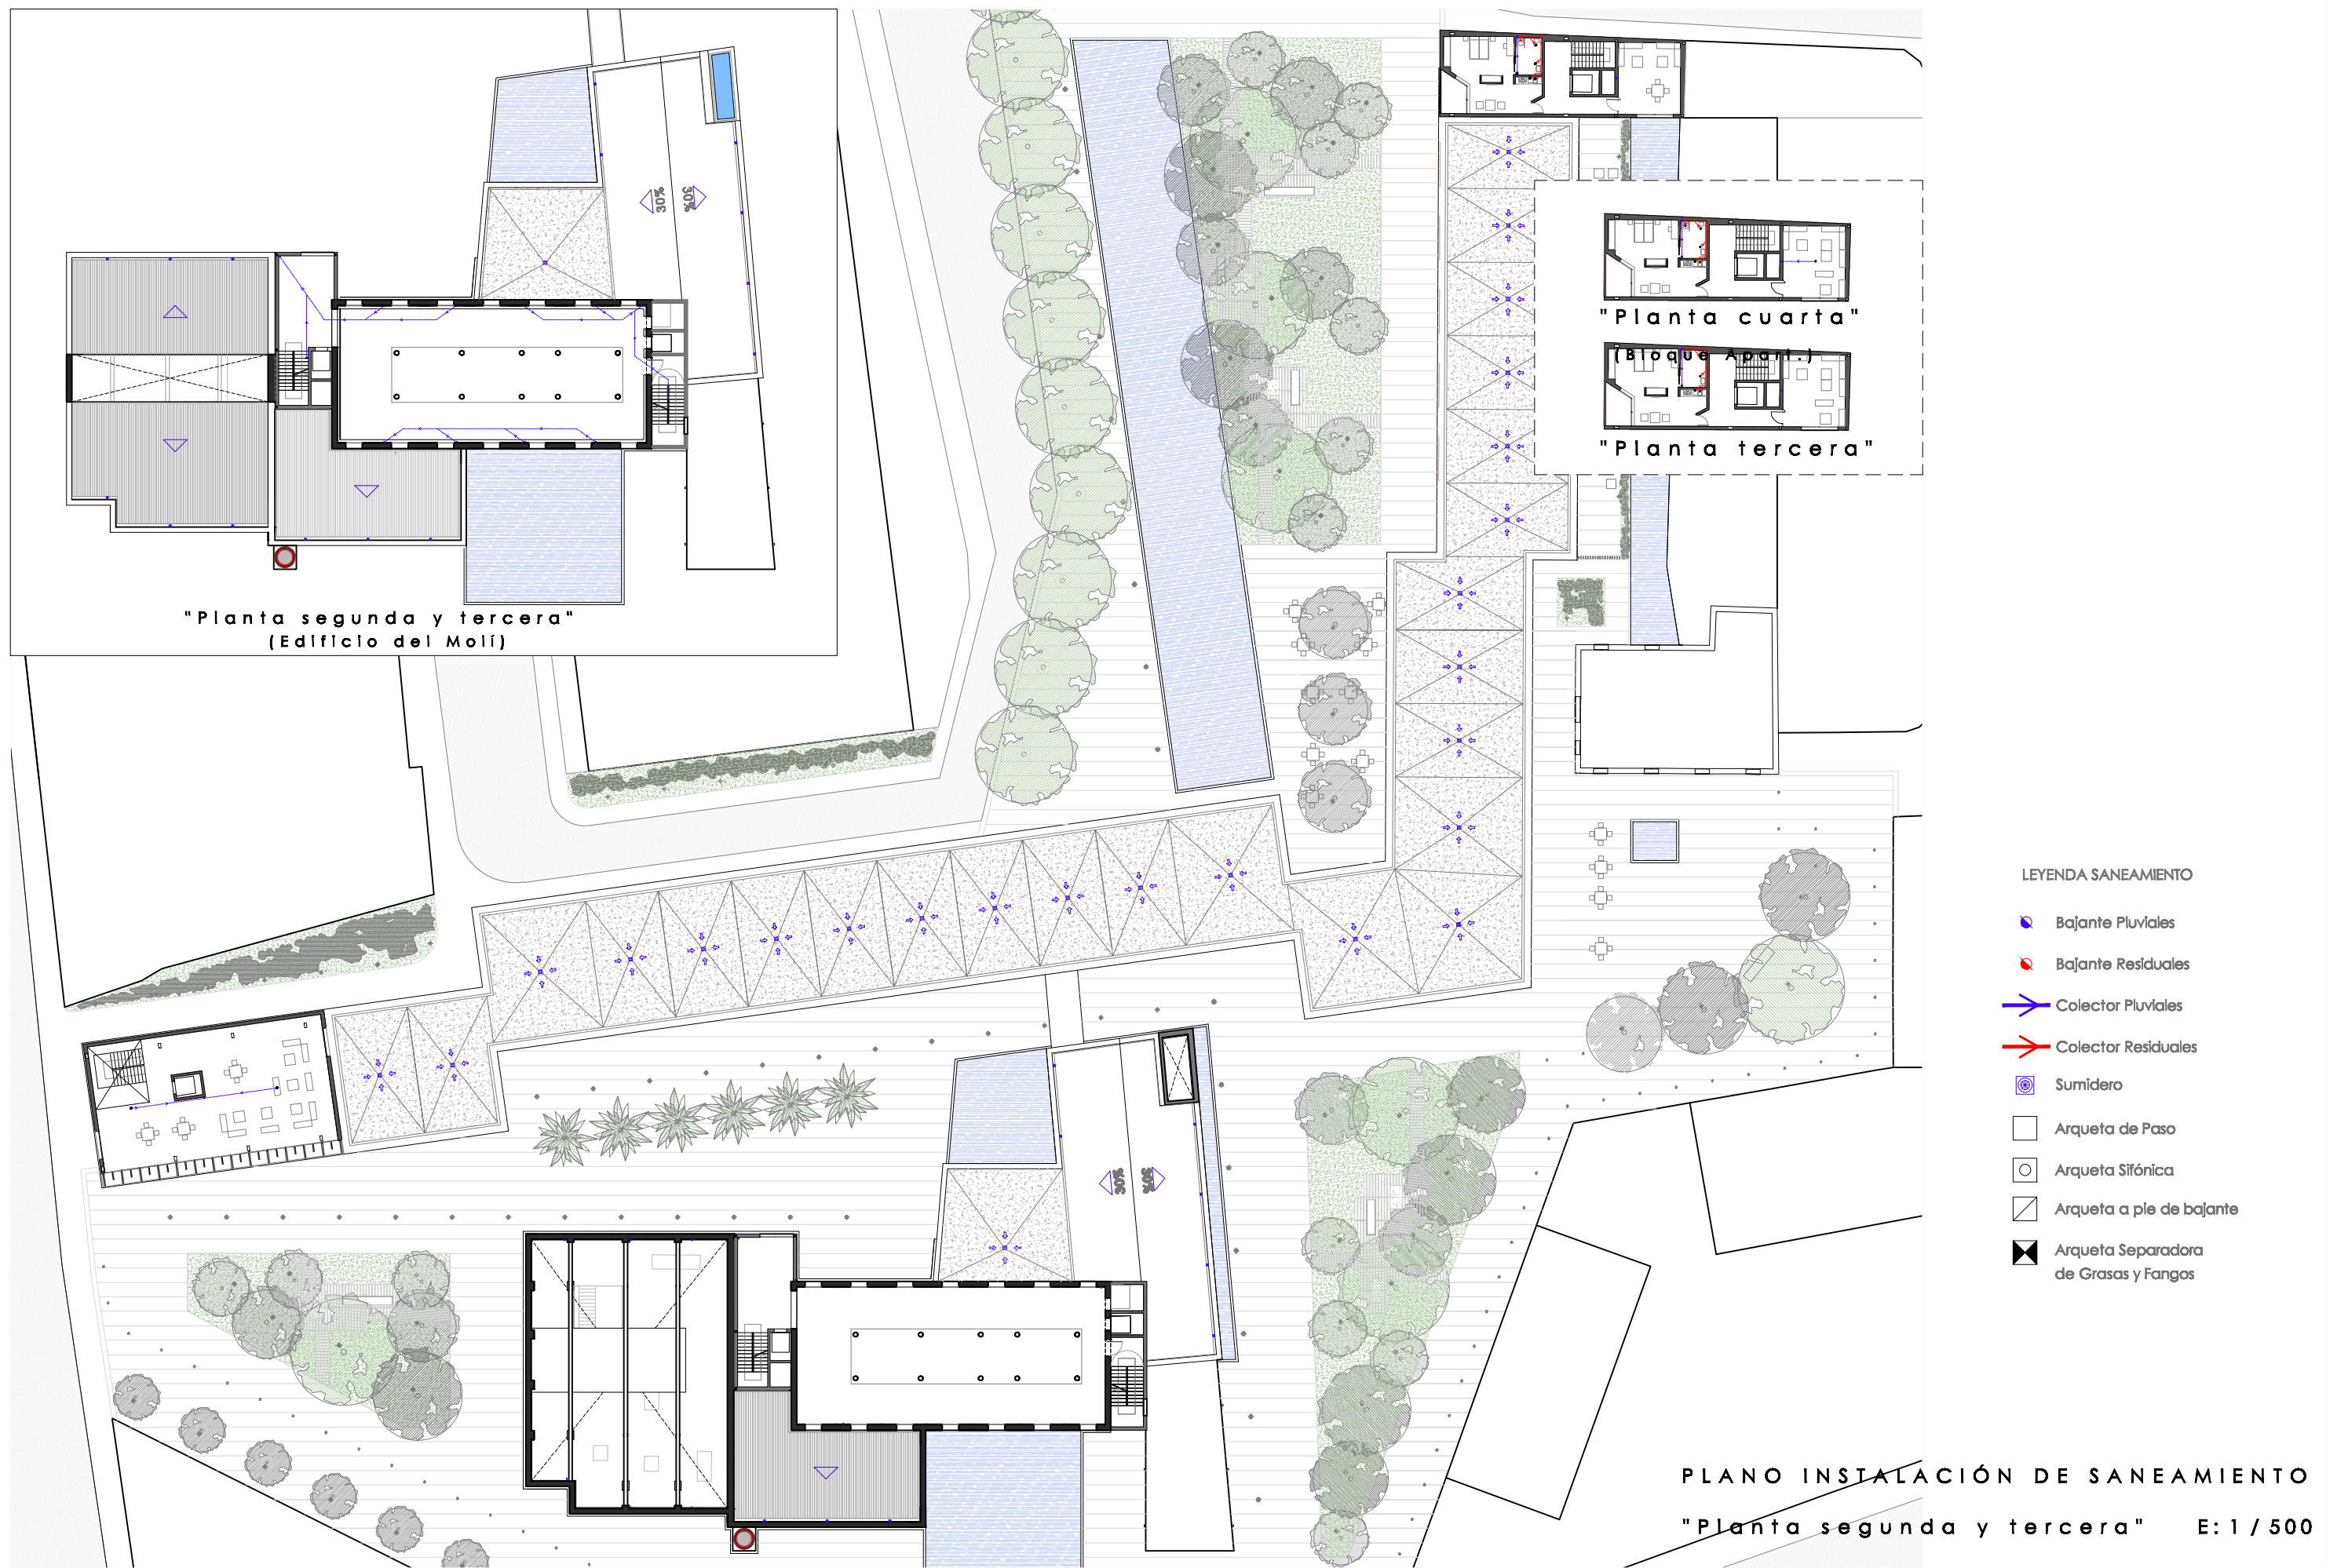 30%
30%
"Planta segunda y tercera"
(Edificio del Molí)
"Planta cuarta"
(Bloque Apart.)
"Planta tercera"
LEYENDA SANEAMIENTO
Bajante Pluviales
Bajante Residuales
Colector Pluviales
Colector Residuales
Sumidero
Arqueta de Paso
Arqueta Sifónica
Arqueta a pie de bajante
Arqueta Separadora
de Grasas y Fangos
30%
30%
PLANO INSTALACIÓN DE SANEAMIENTO
"Planta segunda y tercera" E: 1 / 500